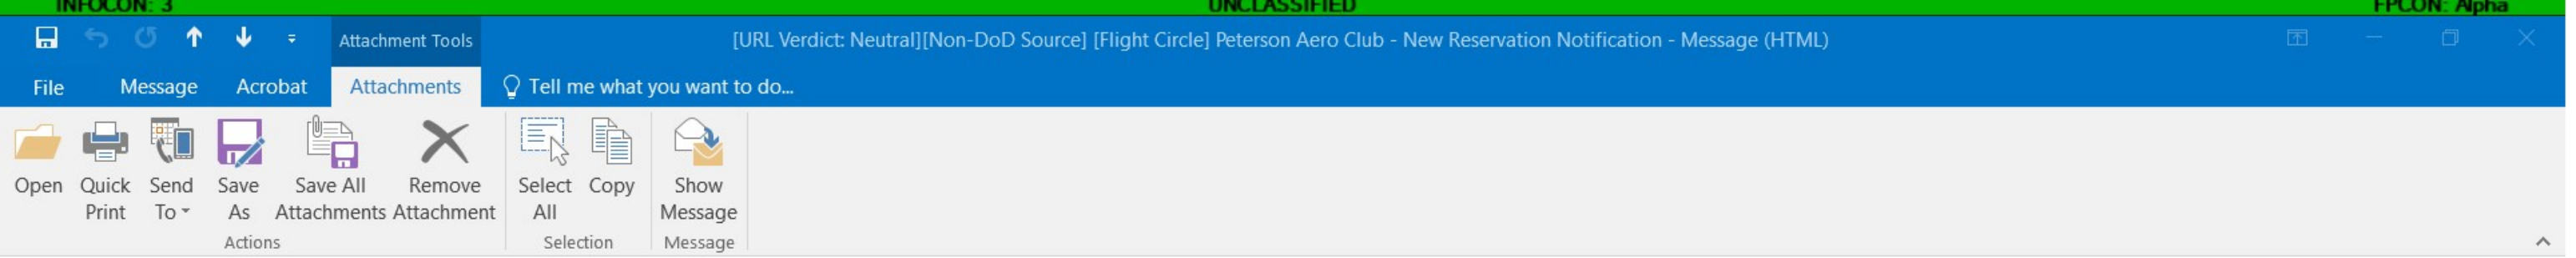 INFOCON: 3 UNCLASSIFIED FPCON: Alpha
Attachment Tools [URL Verdict: Neutral][Non-DoD Source] [Flight Circle] Peterson Aero Club - New Reservation Notification - Message (HTML)
File Message Acrobat Attachments Tell me what you want to do...
Open Quick Send Save Save All Remove Select Copy Show
Print To As Attachments Attachment All Message
Actions Selection Message